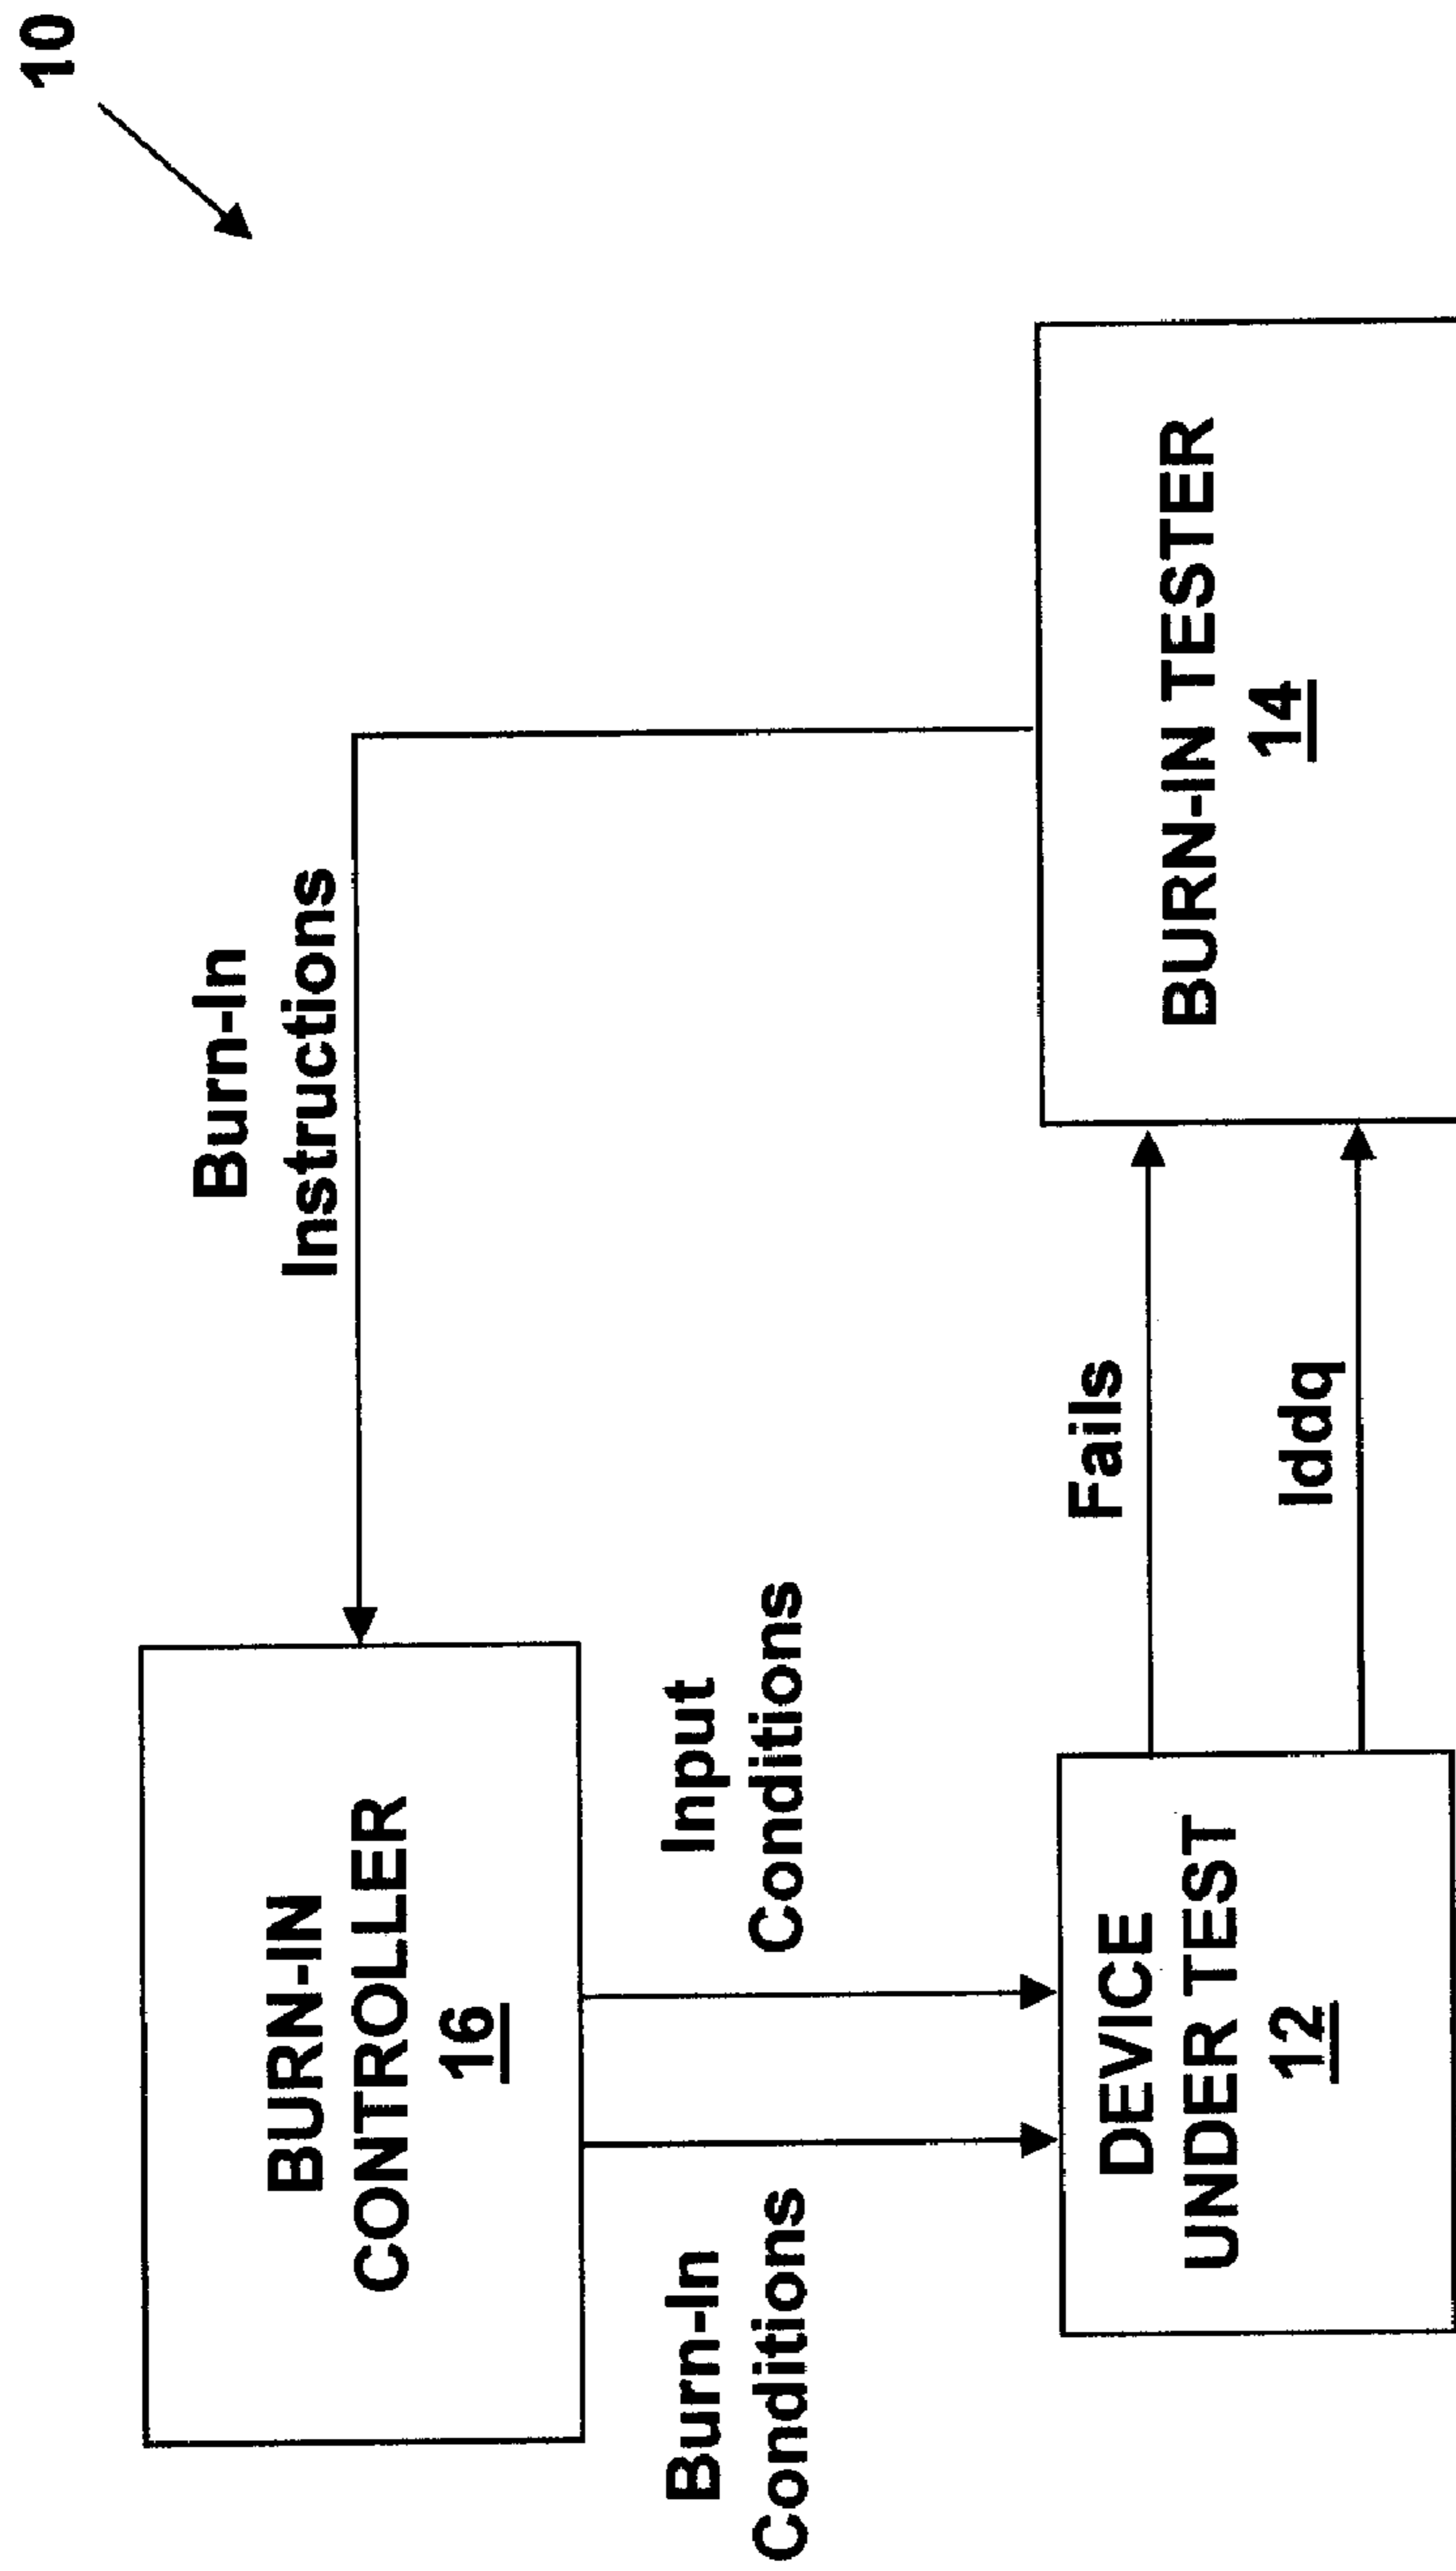 10
Burn-In
Instructions
BURN-IN
CONTROLLER
16
Burn-In
Conditions
Input
Conditions
Fails
Iddq
DEVICE
UNDER TEST
12
BURN-IN TESTER
14